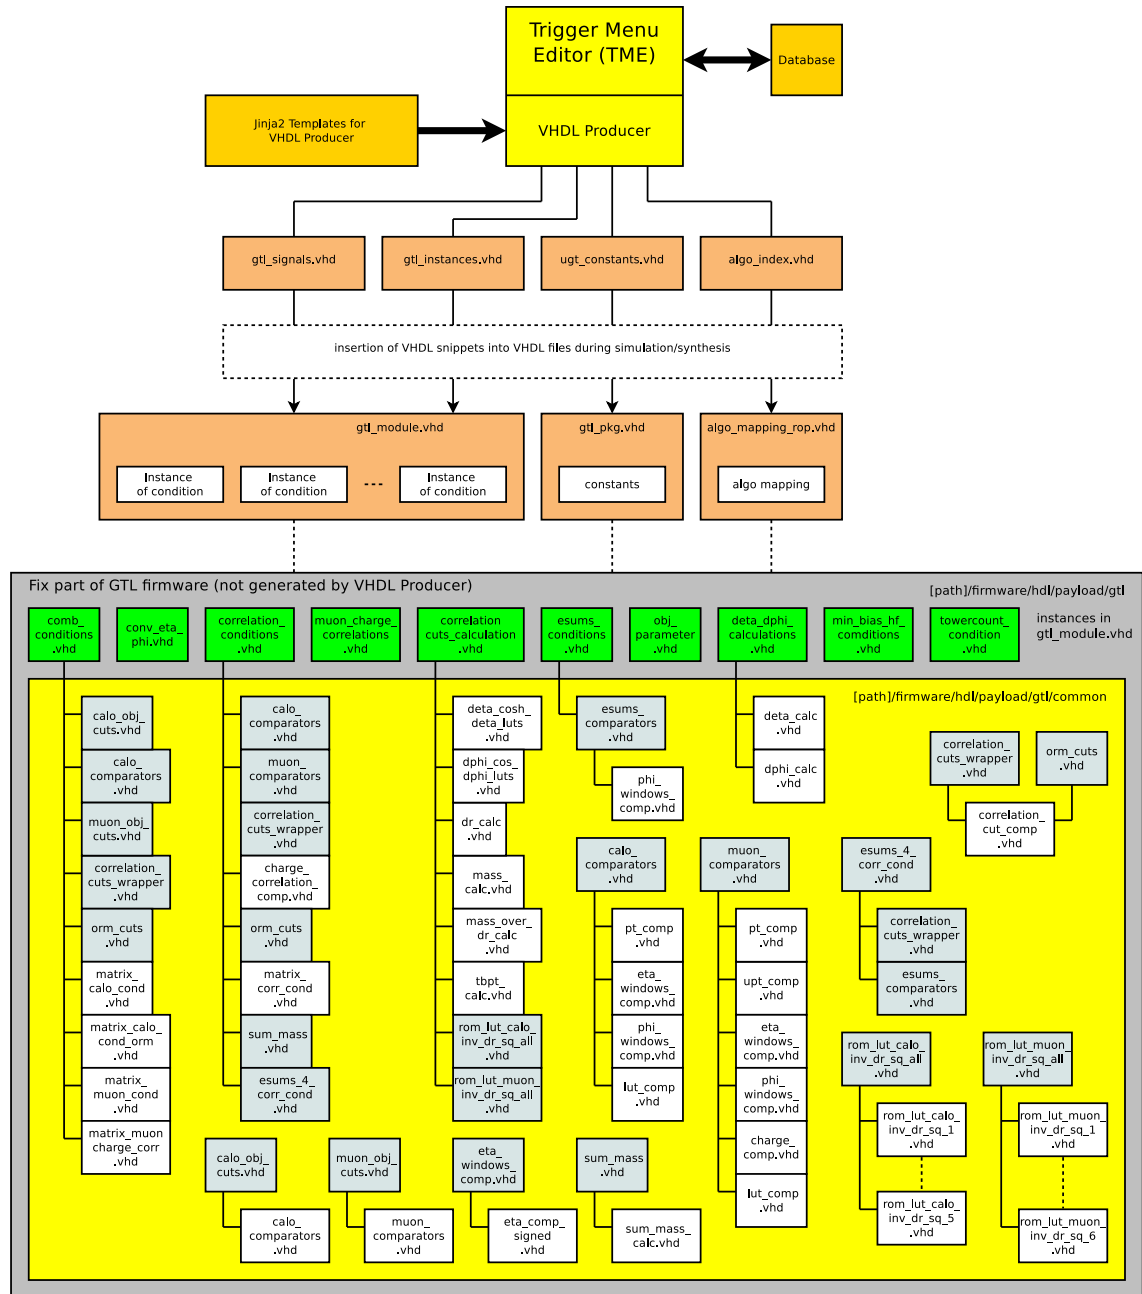 Trigger Menu
Editor (TME)
Database
Jinja2 Templates for
VHDL Producer
VHDL Producer
gtl_signals.vhd
gtl_instances.vhd
ugt_constants.vhd
algo_index.vhd
insertion of VHDL snippets into VHDL files during simulation/synthesis
gtl_module.vhd
gtl_pkg.vhd
algo_mapping_rop.vhd
Instance
of condition
Instance
of condition
---
Instance
of condition
constants
algo mapping
Fix part of GTL firmware (not generated by VHDL Producer)
[path]/firmware/hdl/payload/gtl
comb_
conditions
.vhd
conv_eta_
phi.vhd
correlation_
conditions
.vhd
muon_charge_
correlations
.vhd
correlation
cuts_calculation
.vhd
esums_
conditions
.vhd
obj_
parameter
.vhd
deta_dphi_
calculations
.vhd
min_bias_hf_
comditions
.vhd
towercount_
condition
.vhd
instances in
gtl_module.vhd
[path]/firmware/hdl/payload/gtl/common
calo_obj_
cuts.vhd
calo_
comparators
.vhd
muon_obj_
cuts.vhd
correlation_
cuts_wrapper
.vhd
orm_cuts
.vhd
matrix_
calo_cond
.vhd
matrix_calo_
cond_orm
.vhd
matrix_
muon_cond
.vhd
matrix_muon
charge_corr
.vhd
calo_
comparators
.vhd
muon_
comparators
.vhd
correlation_
cuts_wrapper
.vhd
charge_
correlation_
comp.vhd
orm_cuts
.vhd
matrix_
corr_cond
.vhd
sum_mass
.vhd
esums_4_
corr_cond
.vhd
deta_cosh_
deta_luts
.vhd
dphi_cos_
dphi_luts
.vhd
dr_calc
.vhd
mass_
calc.vhd
mass_over_
dr_calc
.vhd
tbpt_
calc.vhd
rom_lut_calo_
inv_dr_sq_all
.vhd
rom_lut_muon_
inv_dr_sq_all
.vhd
esums_
comparators
.vhd
phi_
windows_
comp.vhd
deta_calc
.vhd
dphi_calc
.vhd
correlation_
cuts_wrapper
.vhd
orm_cuts
.vhd
correlation_
cut_comp
.vhd
calo_
comparators
.vhd
pt_comp
.vhd
eta_
windows_
comp.vhd
phi_
windows_
comp.vhd
lut_comp
.vhd
muon_
comparators
.vhd
pt_comp
.vhd
upt_comp
.vhd
eta_
windows_
comp.vhd
phi_
windows_
comp.vhd
charge_
comp.vhd
lut_comp
.vhd
esums_4_
corr_cond
.vhd
correlation_
cuts_wrapper
.vhd
esums_
comparators
.vhd
rom_lut_calo_
inv_dr_sq_all
.vhd
rom_lut_calo_
inv_dr_sq_1
.vhd
rom_lut_calo_
inv_dr_sq_5
.vhd
rom_lut_muon_
inv_dr_sq_all
.vhd
rom_lut_muon_
inv_dr_sq_1
.vhd
rom_lut_muon_
inv_dr_sq_6
.vhd
calo_obj_
cuts.vhd
calo_
comparators
.vhd
muon_obj_
cuts.vhd
muon_
comparators
.vhd
eta_
windows_
comp.vhd
eta_comp_
signed
.vhd
sum_mass
.vhd
sum_mass_
calc.vhd